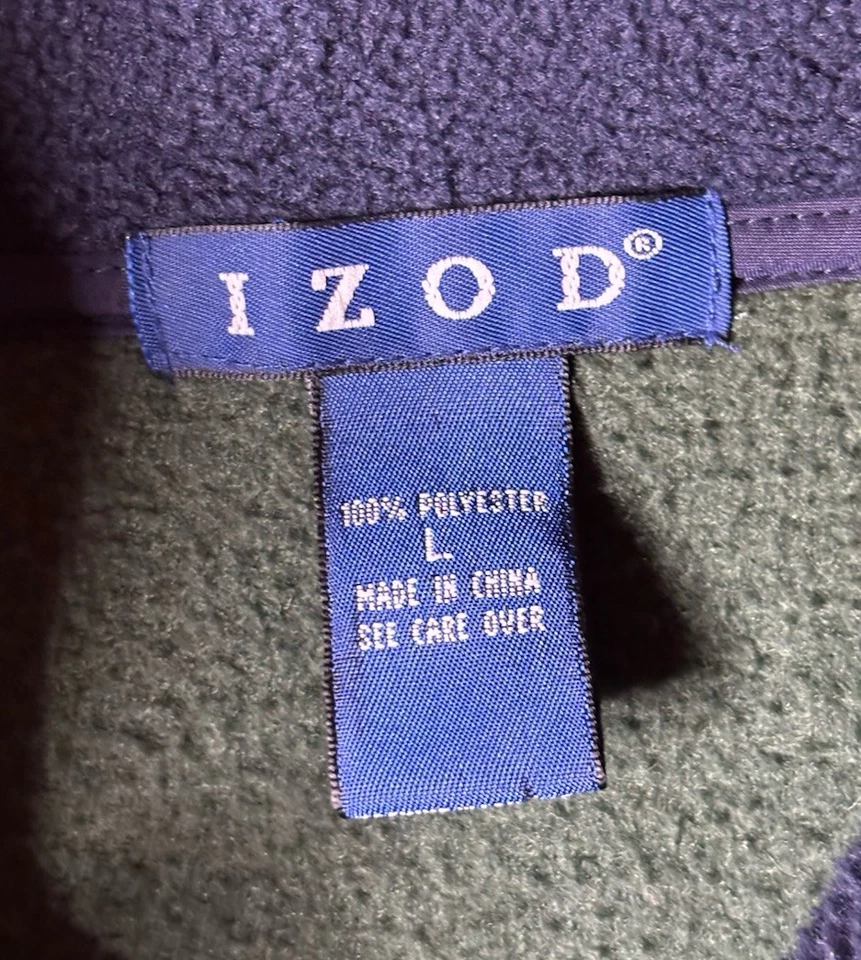 IZOD®
100% POLYESTER
L
MADE IN CHINA
SEE CARE OVER